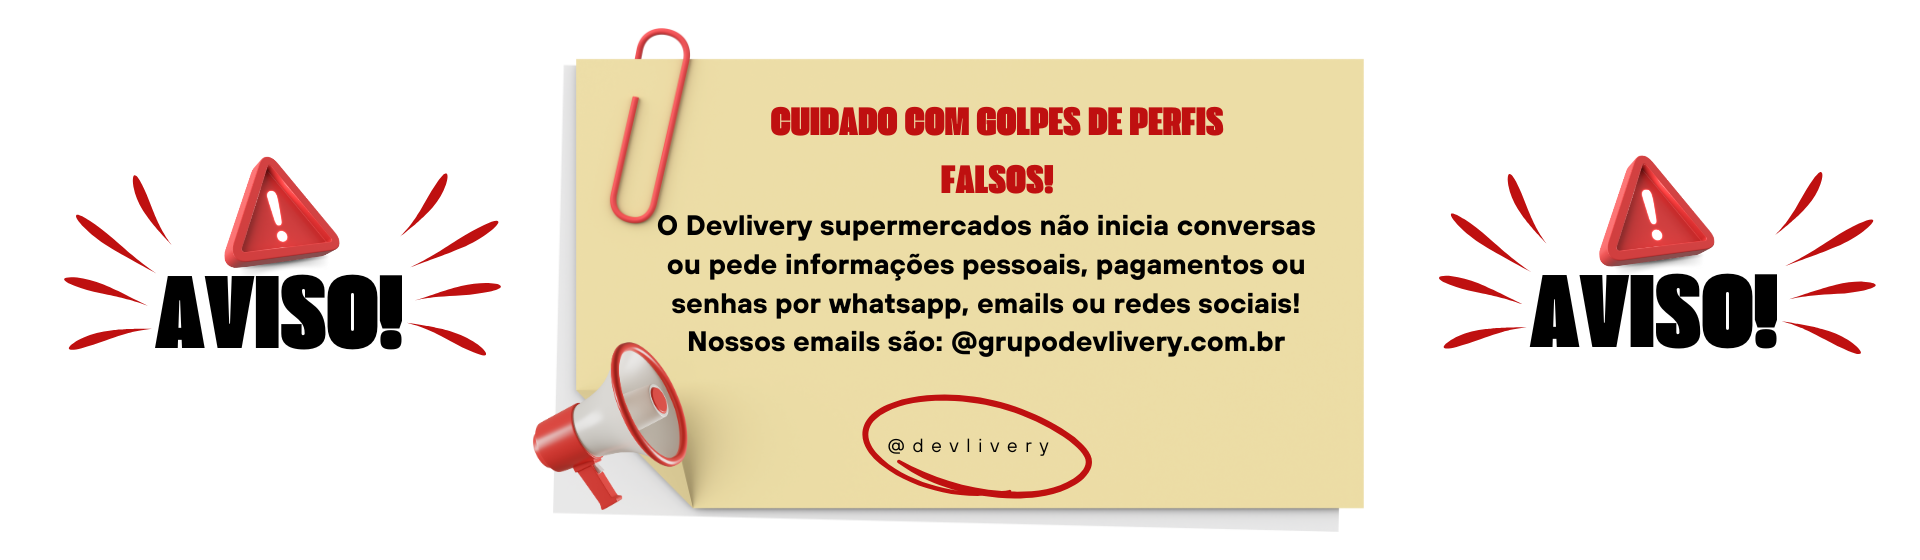 AVISO!
CUIDADO COM GOLPES DE PERFIS
FALSOS!
O Devlivery supermercados não inicia conversas
ou pede informações pessoais, pagamentos ou
senhas por whatsapp, emails ou redes sociais!
Nossos emails são: @grupodevlivery.com.br
@devlivery
AVISO!